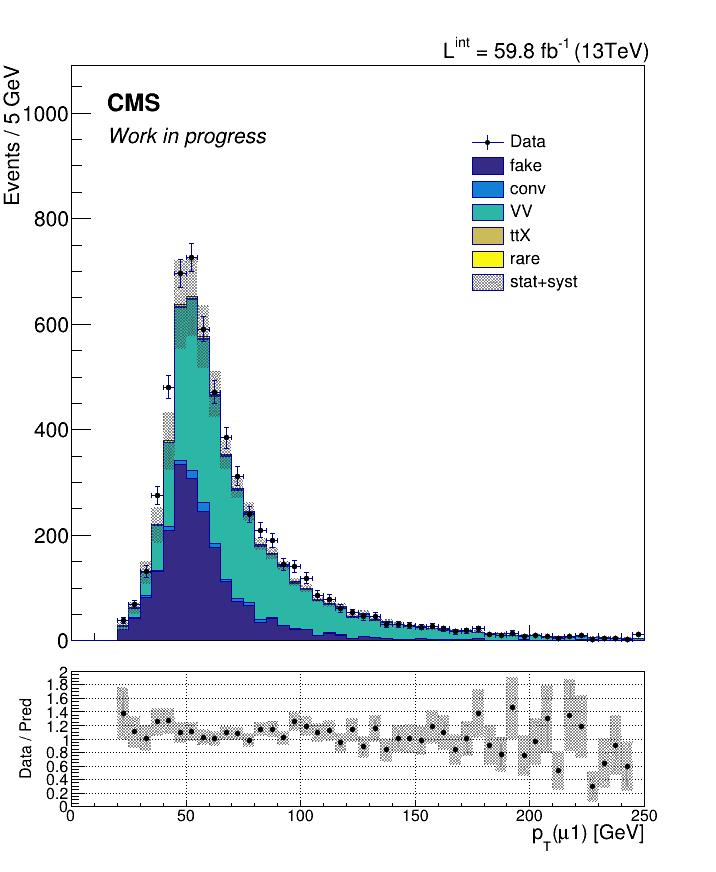 L^int = 59.8 fb^-1 (13TeV)
Events / 5 GeV
1000
800
600
400
200
0
CMS
Work in progress
Data
fake
conv
VV
ttX
rare
stat+syst
Data / Pred
2
1.8
1.6
1.4
1.2
1
0.8
0.6
0.4
0.2
0
0 50 100 150 200 250
p_T(μ1) [GeV]